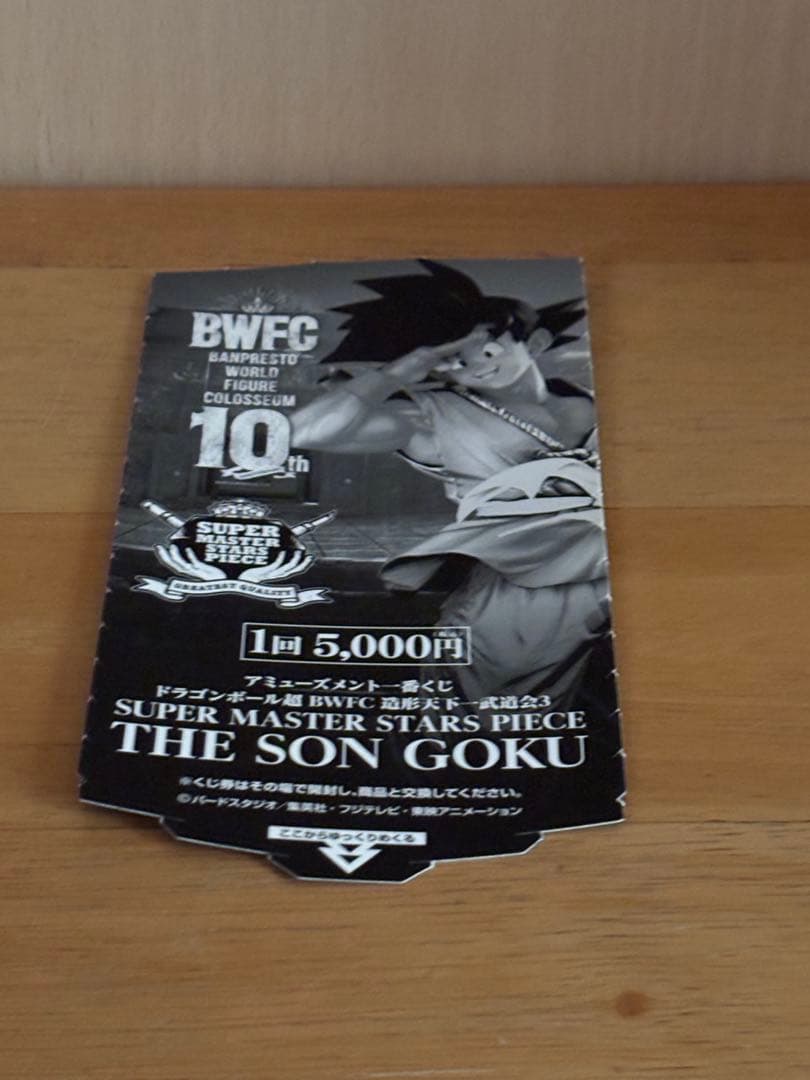 BWFC
BANPRESTO
WORLD
FIGURE
COLOSSEUM
10th
SUPER
MASTER
STARS
PIECE
GREATEST QUALITY
1回 5,000円(税込)
アミューズメント一番くじ
ドラゴンボール超 BWFC 造形天下一武道会3
SUPER MASTER STARS PIECE
THE SON GOKU
※くじ券はその場で開封し、商品と交換してください。
©バードスタジオ/集英社・フジテレビ・東映アニメーション
ここからゆっくりめくる